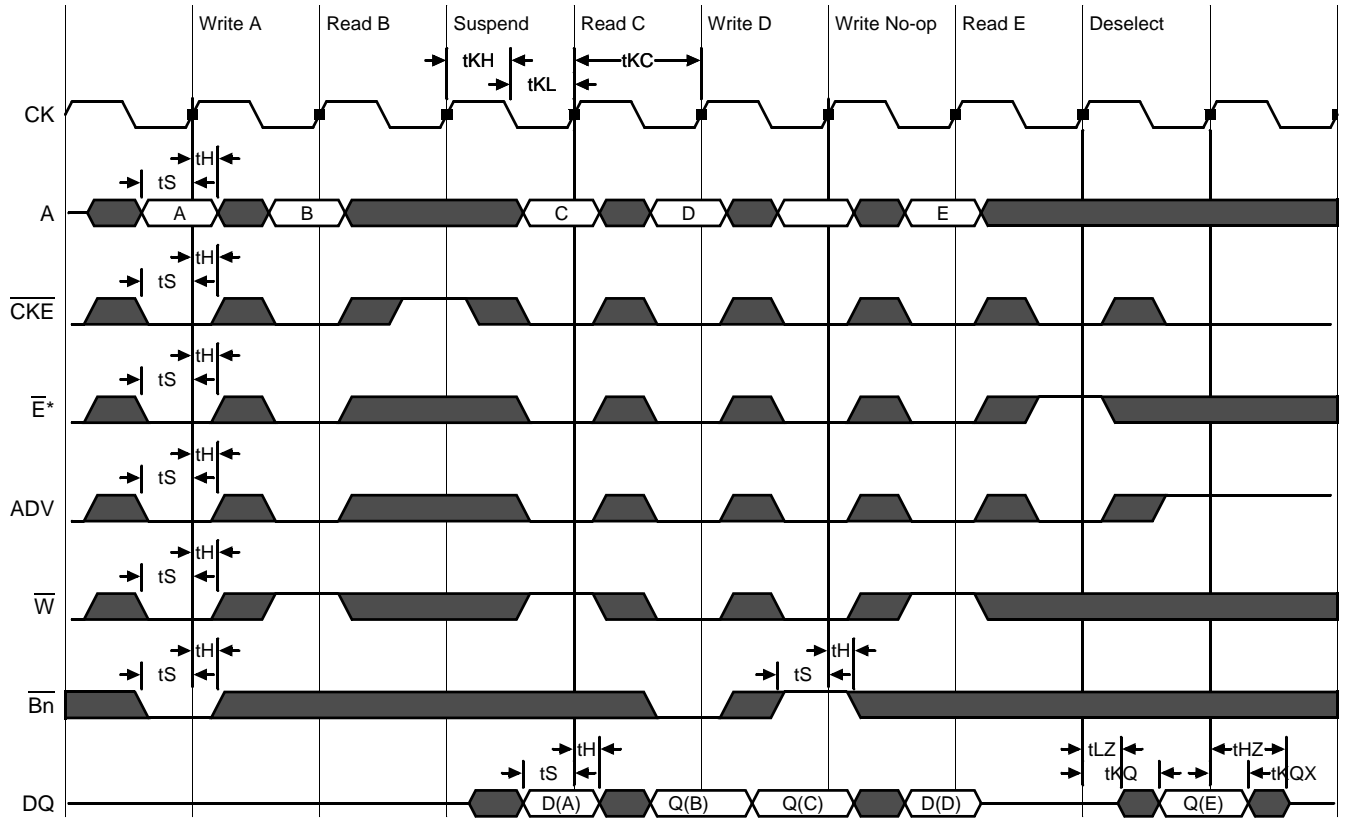 Write A Read B Suspend Read C Write D Write No-op Read E Deselect
tKH tKC
tKL
CK
tH
tS
A A B C D E
tH
tS
CKE
tH
tS
E*
tH
tS
ADV
tH
tS
W
tH tH
tS tS
Bn
tH tLZ tHZ
tS tKQ tKQX
DQ D(A) Q(B) Q(C) D(D) Q(E)